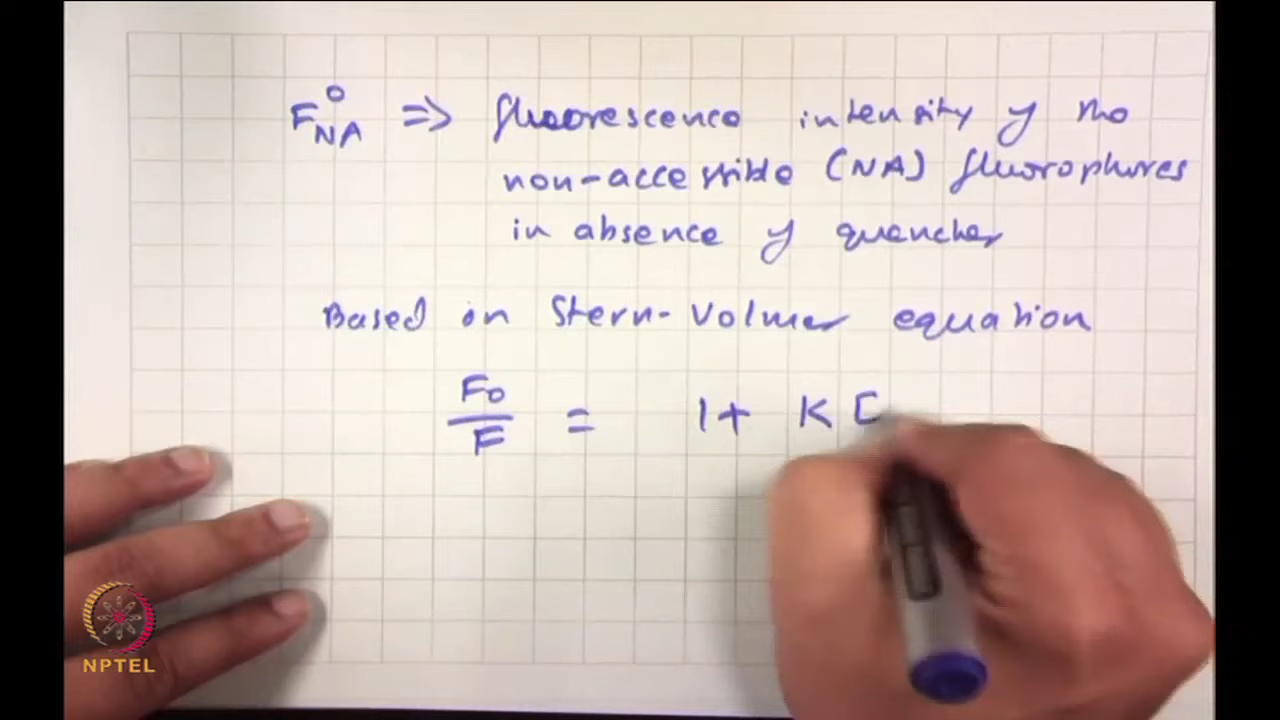 F⁰_NA ⇒ fluorescence intensity of the
non-accessible (NA) fluorophores
in absence of quencher
Based on Stern-Volmer equation
F₀/F = 1+ K [
NPTEL